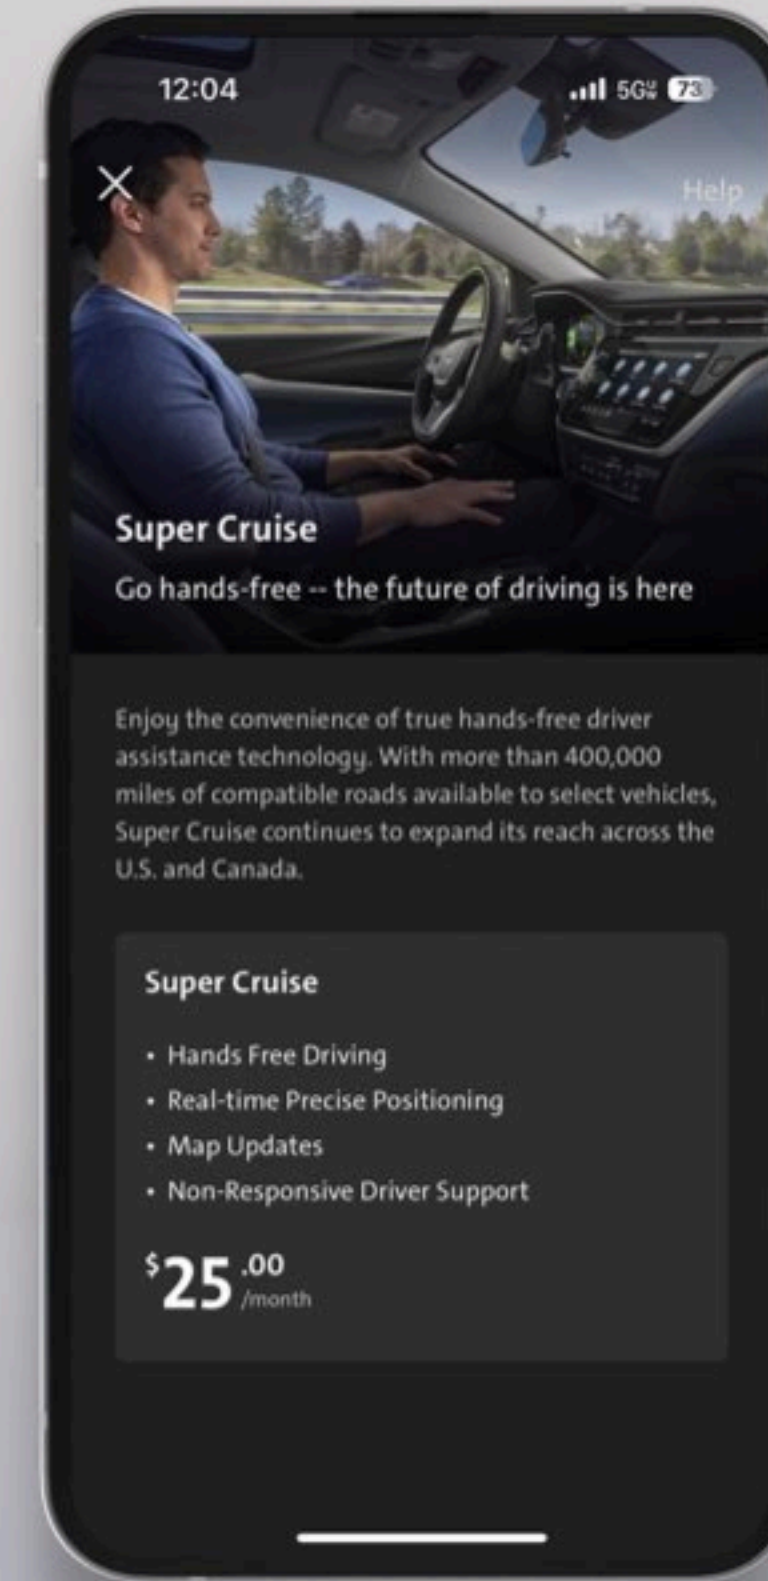 12:04
5G 73
Help
Super Cruise
Go hands-free -- the future of driving is here
Enjoy the convenience of true hands-free driver
assistance technology. With more than 400,000
miles of compatible roads available to select vehicles,
Super Cruise continues to expand its reach across the
U.S. and Canada.
Super Cruise
• Hands Free Driving
• Real-time Precise Positioning
• Map Updates
• Non-Responsive Driver Support
$25.00
/month